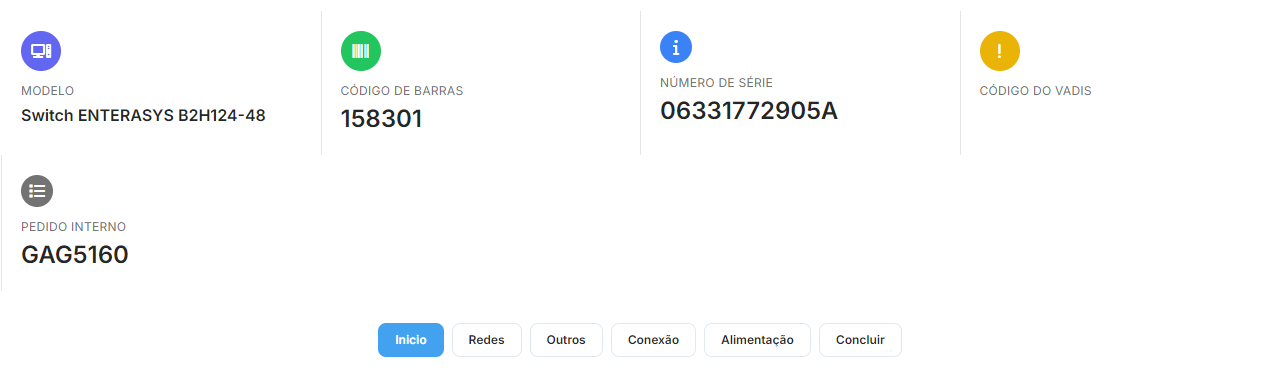 MODELO
Switch ENTERASYS B2H124-48
CÓDIGO DE BARRAS
158301
NÚMERO DE SÉRIE
06331772905A
CÓDIGO DO VADIS
PEDIDO INTERNO
GAG5160
Inicio
Redes
Outros
Conexão
Alimentação
Concluir